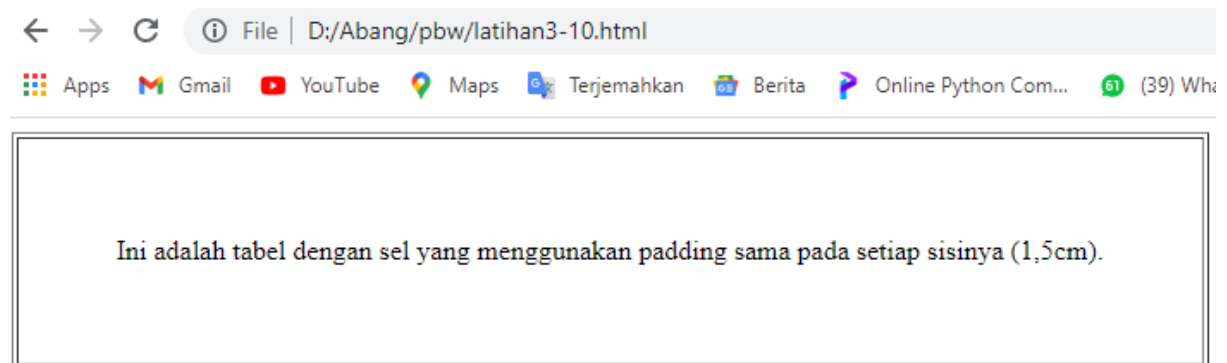 File | D:/Abang/pbw/latihan3-10.html
Apps Gmail YouTube Maps Terjemahkan Berita Online Python Com... 61 (39) Wha
Ini adalah tabel dengan sel yang menggunakan padding sama pada setiap sisinya (1,5cm).